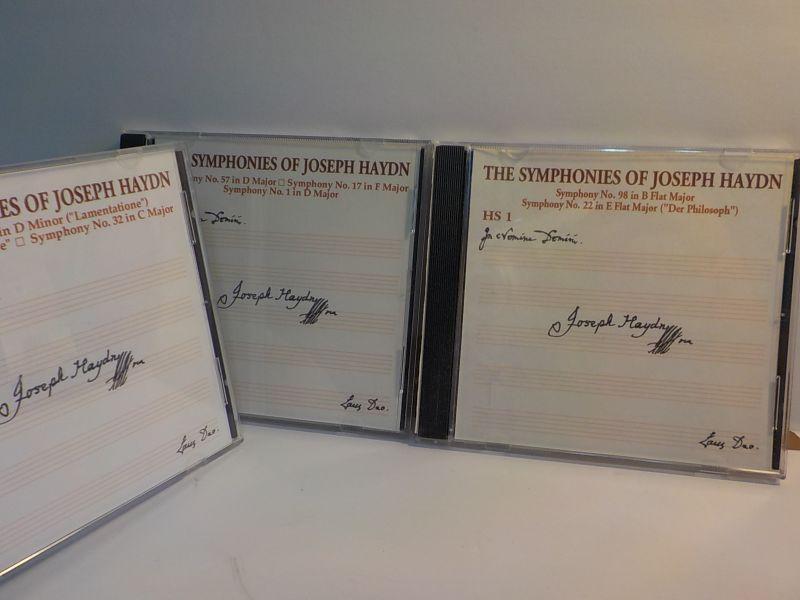 ES OF JOSEPH HAYDN
in D Minor ("Lamentatione")
e" □ Symphony No. 32 in C Major
Joseph Haydn
Laus Deo.
SYMPHONIES OF JOSEPH HAYDN
ny No. 57 in D Major □ Symphony No. 17 in F Major
Symphony No. 1 in D Major
e Domini.
Joseph Haydn
Laus Deo.
THE SYMPHONIES OF JOSEPH HAYDN
Symphony No. 98 in B Flat Major
Symphony No. 22 in E Flat Major ("Der Philosoph")
HS 1
In Nomine Domini.
Joseph Haydn
Laus Deo.